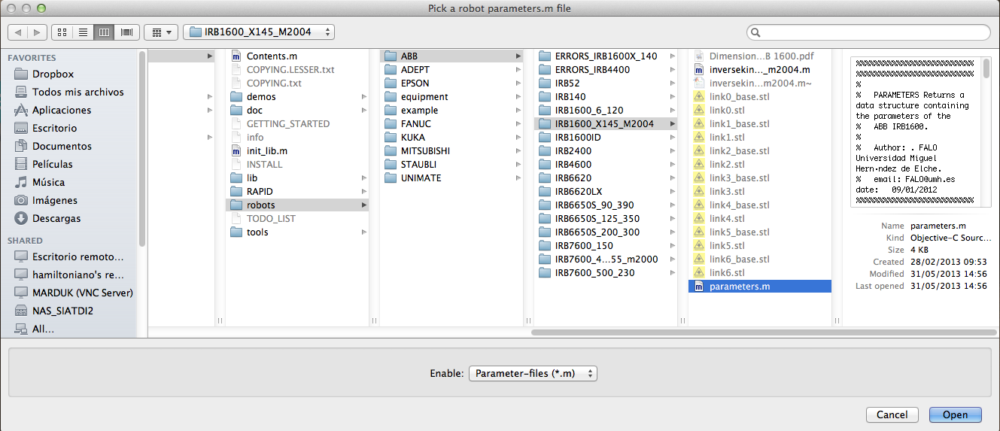 Pick a robot parameters.m file
IRB1600_X145_M2004
FAVORITES
Dropbox
Todos mis archivos
Aplicaciones
Escritorio
Documentos
Películas
Música
Imágenes
Descargas
SHARED
Escritorio remoto...
hamiltoniano's re...
MARDUK (VNC Server)
NAS_SIATDI2
All...
Contents.m
COPYING.LESSER.txt
COPYING.txt
demos
doc
GETTING_STARTED
info
init_lib.m
INSTALL
lib
RAPID
robots
TODO_LIST
tools
ABB
ADEPT
EPSON
equipment
example
FANUC
KUKA
MITSUBISHI
STAUBLI
UNIMATE
ERRORS_IRB1600X_140
ERRORS_IRB4400
IRB52
IRB140
IRB1600_6_120
IRB1600_X145_M2004
IRB1600ID
IRB2400
IRB4600
IRB6620
IRB6620LX
IRB6650S_90_390
IRB6650S_125_350
IRB6650S_200_300
IRB7600_150
IRB7600_4...55_m2000
IRB7600_500_230
Dimension...B 1600.pdf
inversekin..._m2004.m
inversekin...m2004.m~
link0_base.stl
link0.stl
link1_base.stl
link1.stl
link2_base.stl
link2.stl
link3_base.stl
link3.stl
link4_base.stl
link4.stl
link5_base.stl
link5.stl
link6_base.stl
link6.stl
parameters.m
%%%%%%%%%%%%%%%%%%%%%%%%%%
%%%%%%%%%%%%%%%%%%%%%%%%%%
%
% PARAMETERS Returns a
data structure containing
the parameters of the
% ABB IRB1600.
%
% Author: . FALO
Universidad Miguel
Hern·ndez de Elche.
% email: FALO@umh.es
date: 09/01/2012
%%%%%%%%%%%%%%%%%%%%%%%%%%
Name parameters.m
Kind Objective-C Sourc...
Size 4 KB
Created 28/02/2013 09:53
Modified 31/05/2013 14:56
Last opened 31/05/2013 14:56
Enable: Parameter-files (*.m)
Cancel Open